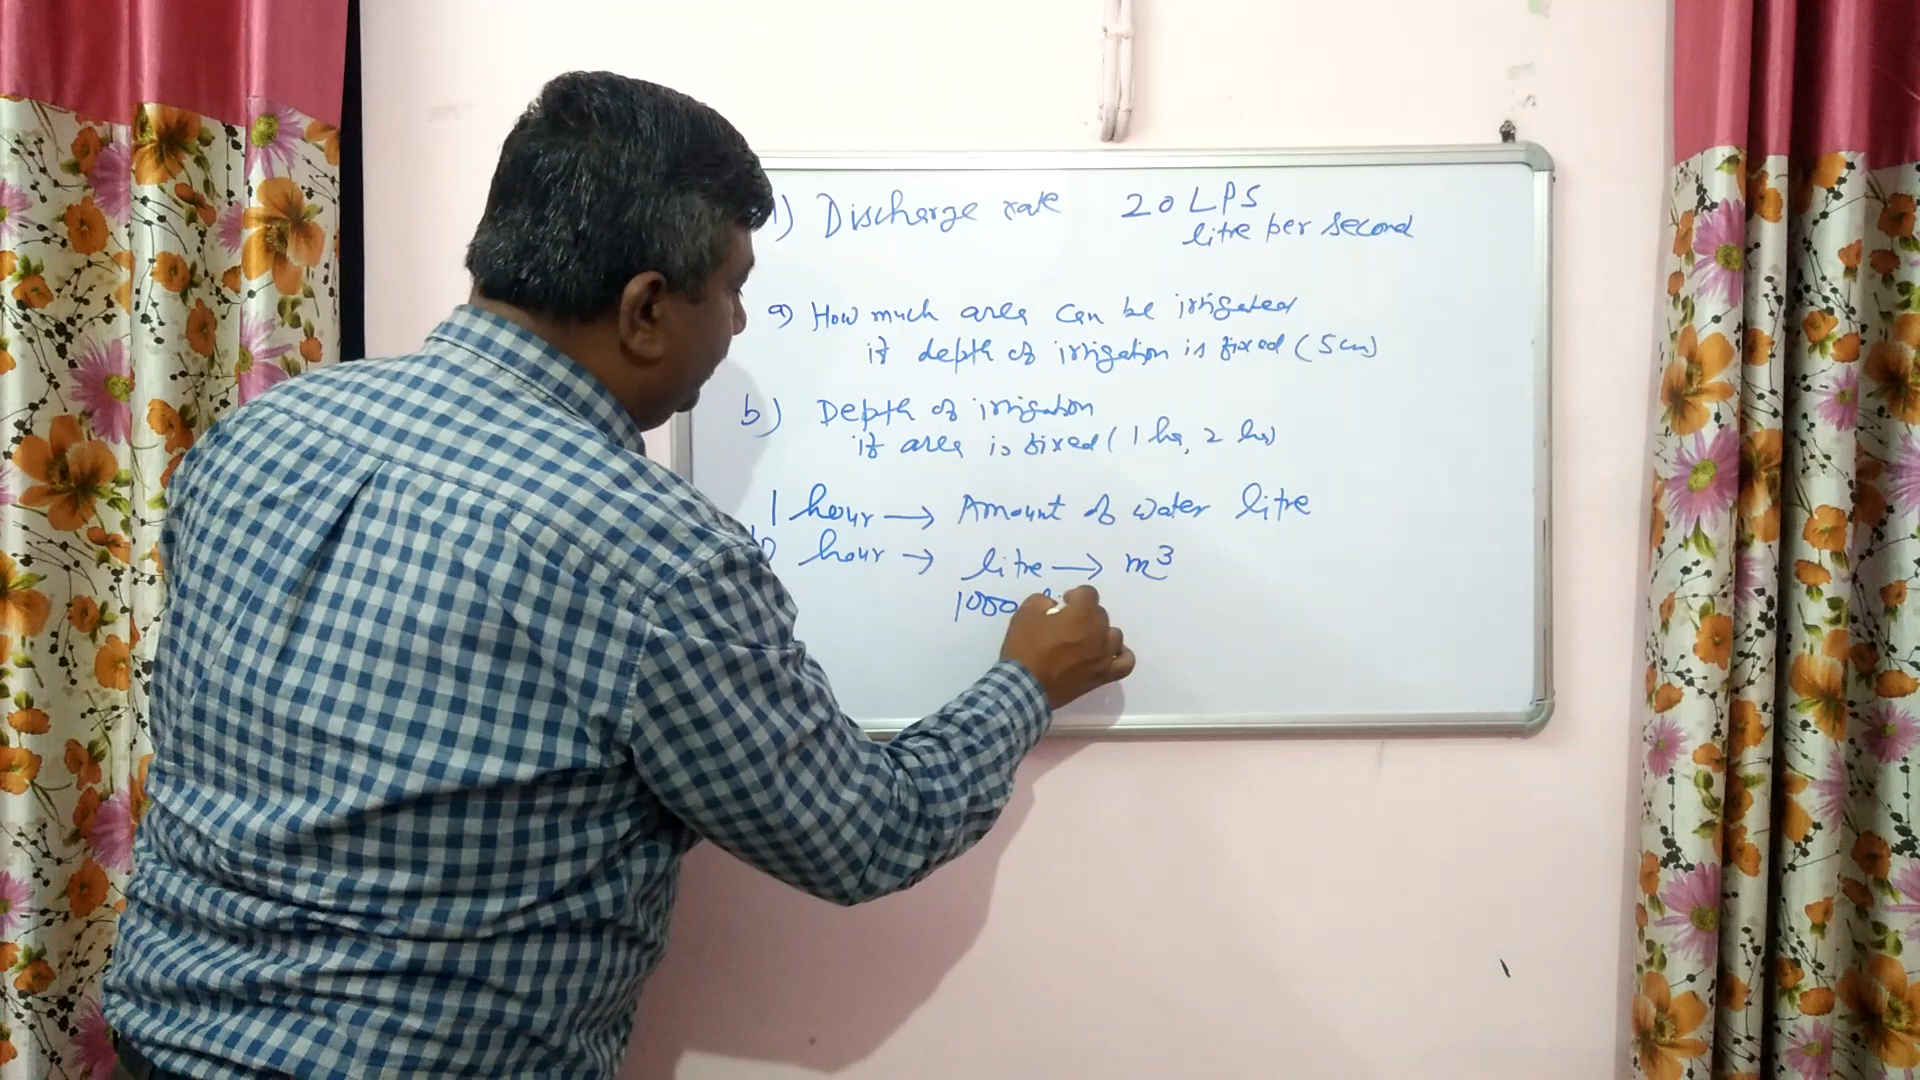 1) Discharge rate 20 LPS
litre per second
a) How much area can be irrigated
if depth of irrigation is fixed (5cm)
b) Depth of irrigation
if area is fixed (1 ha, 2 ha)
1 hour → Amount of water litre
hour → litre → m³
1000